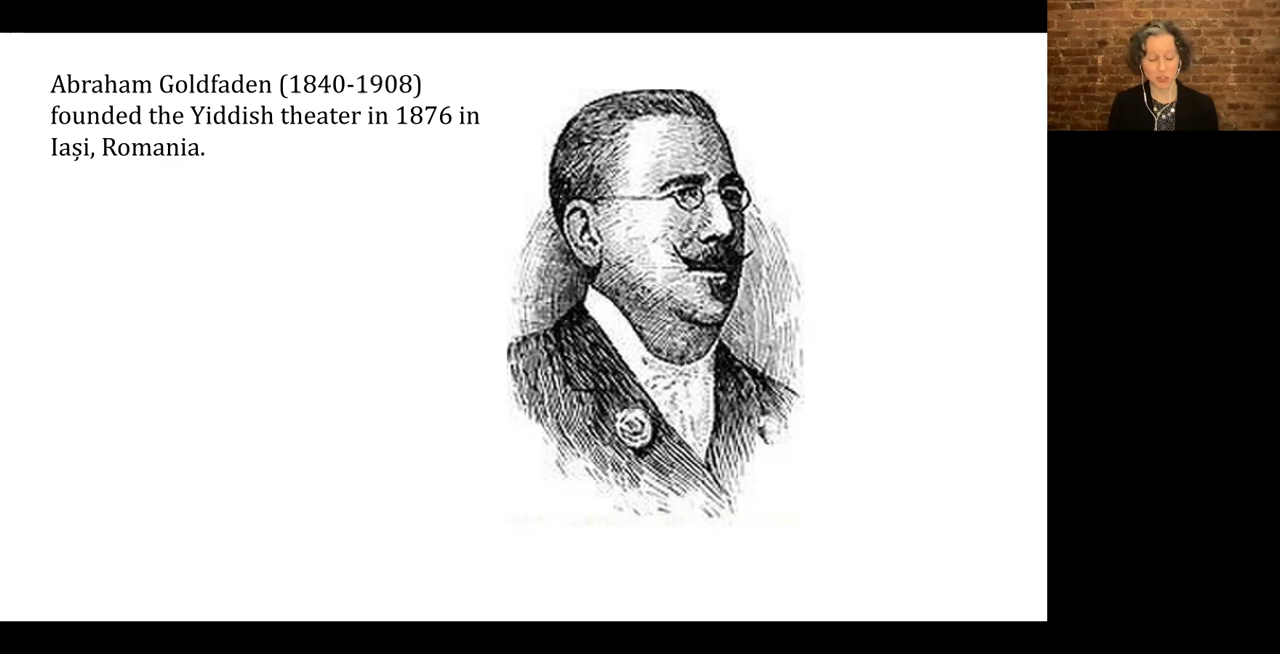 Abraham Goldfaden (1840-1908)
founded the Yiddish theater in 1876 in
Iași, Romania.